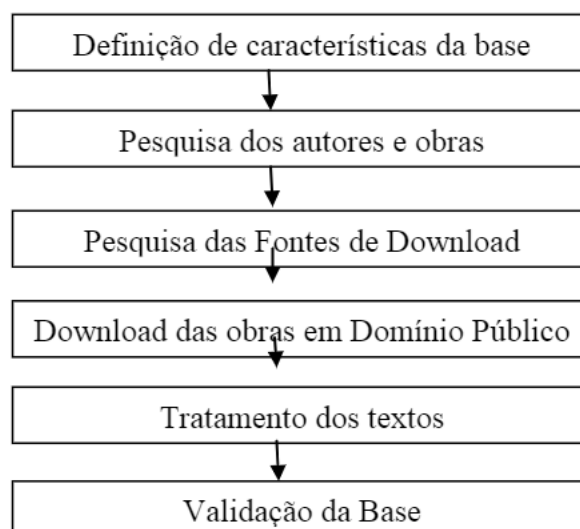 Definição de características da base
Pesquisa dos autores e obras
Pesquisa das Fontes de Download
Download das obras em Domínio Público
Tratamento dos textos
Validação da Base